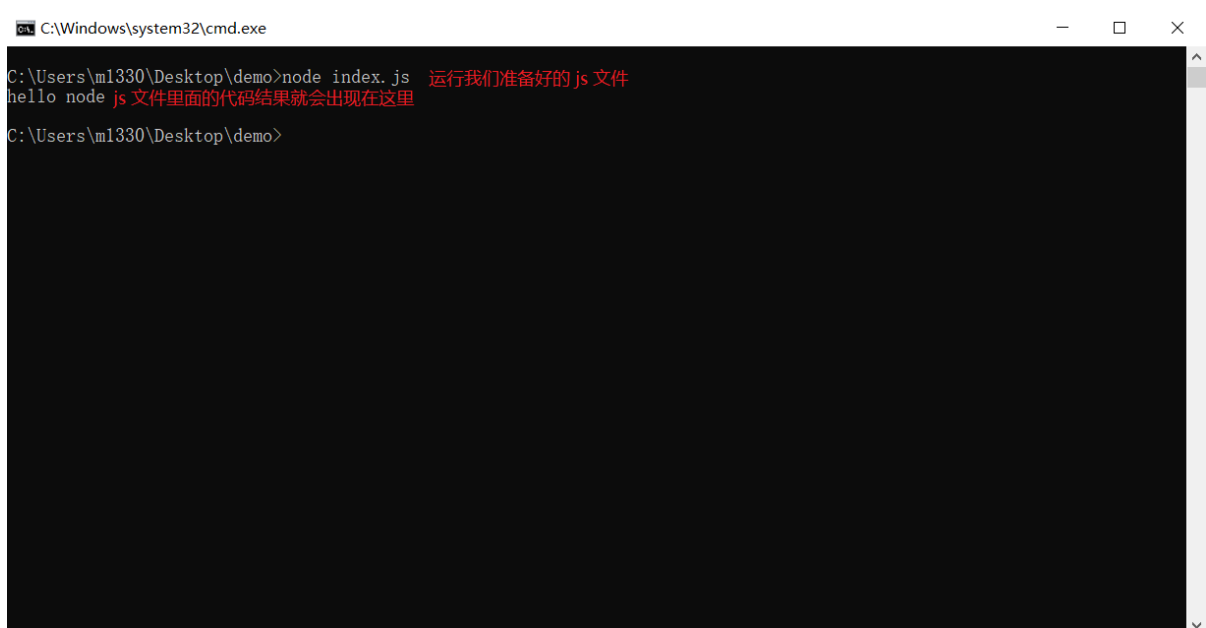 C:\Windows\system32\cmd.exe
C:\Users\m1330\Desktop\demo>node index.js 运行我们准备好的 js 文件
hello node js 文件里面的代码结果就会出现在这里
C:\Users\m1330\Desktop\demo>